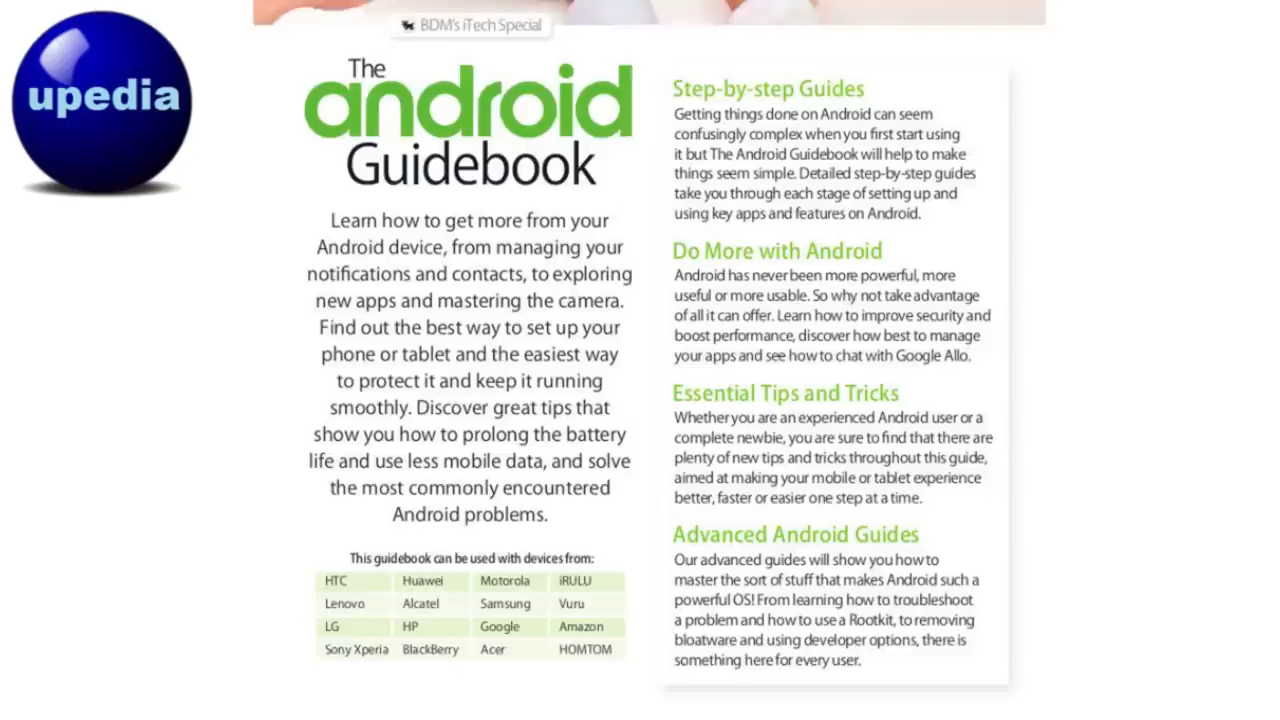 upedia
BDM's iTech Special
The
android
Guidebook
Learn how to get more from your
Android device, from managing your
notifications and contacts, to exploring
new apps and mastering the camera.
Find out the best way to set up your
phone or tablet and the easiest way
to protect it and keep it running
smoothly. Discover great tips that
show you how to prolong the battery
life and use less mobile data, and solve
the most commonly encountered
Android problems.
This guidebook can be used with devices from:
HTC Huawei Motorola iRULU
Lenovo Alcatel Samsung Vuru
LG HP Google Amazon
Sony Xperia BlackBerry Acer HOMTOM
Step-by-step Guides
Getting things done on Android can seem
confusingly complex when you first start using
it but The Android Guidebook will help to make
things seem simple. Detailed step-by-step guides
take you through each stage of setting up and
using key apps and features on Android.
Do More with Android
Android has never been more powerful, more
useful or more usable. So why not take advantage
of all it can offer. Learn how to improve security and
boost performance, discover how best to manage
your apps and see how to chat with Google Allo.
Essential Tips and Tricks
Whether you are an experienced Android user or a
complete newbie, you are sure to find that there are
plenty of new tips and tricks throughout this guide,
aimed at making your mobile or tablet experience
better, faster or easier one step at a time.
Advanced Android Guides
Our advanced guides will show you how to
master the sort of stuff that makes Android such a
powerful OS! From learning how to troubleshoot
a problem and how to use a Rootkit, to removing
bloatware and using developer options, there is
something here for every user.